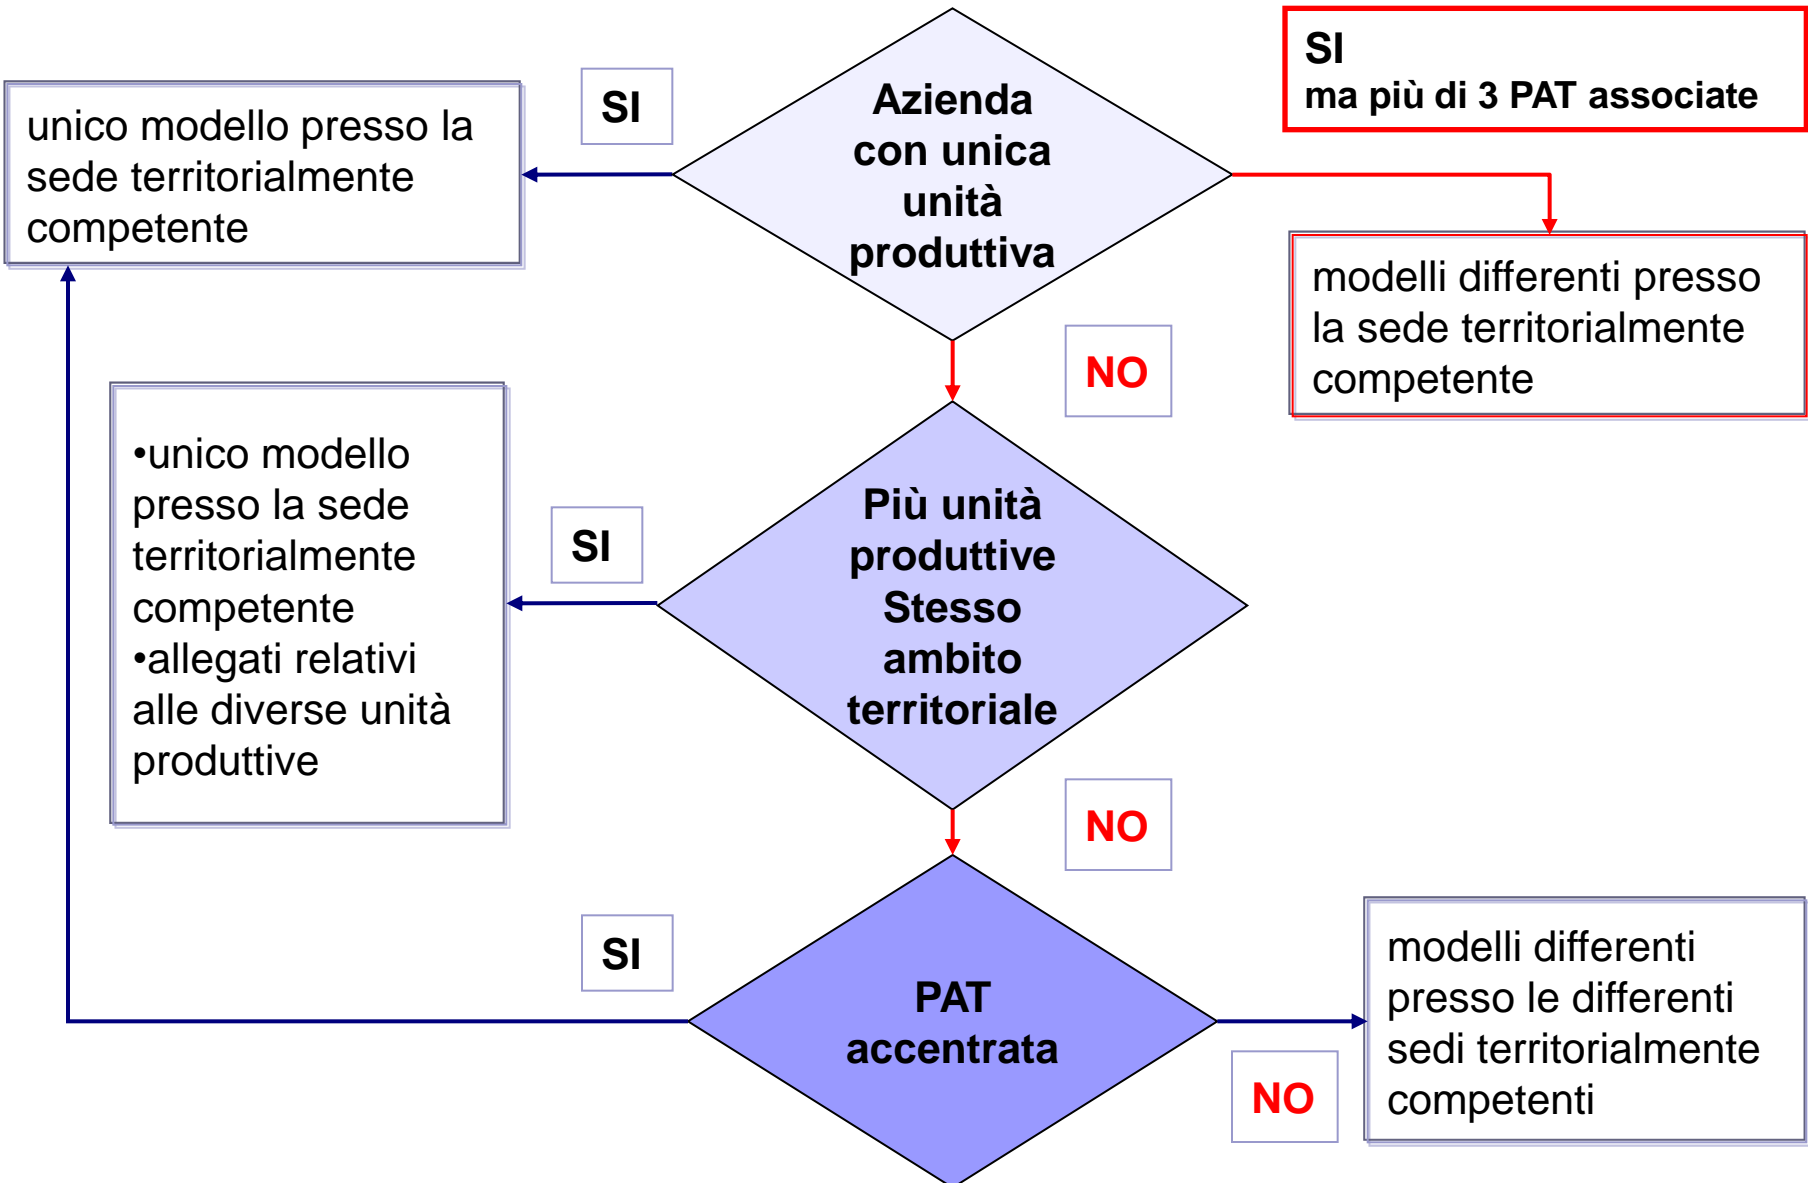 SI
ma più di 3 PAT associate
SI
Azienda
con unica
unità
produttiva
unico modello presso la
sede territorialmente
competente
modelli differenti presso
la sede territorialmente
competente
NO
•unico modello
presso la sede
territorialmente
competente
•allegati relativi
alle diverse unità
produttive
SI
Più unità
produttive
Stesso
ambito
territoriale
NO
SI
PAT
accentrata
modelli differenti
presso le differenti
sedi territorialmente
competenti
NO